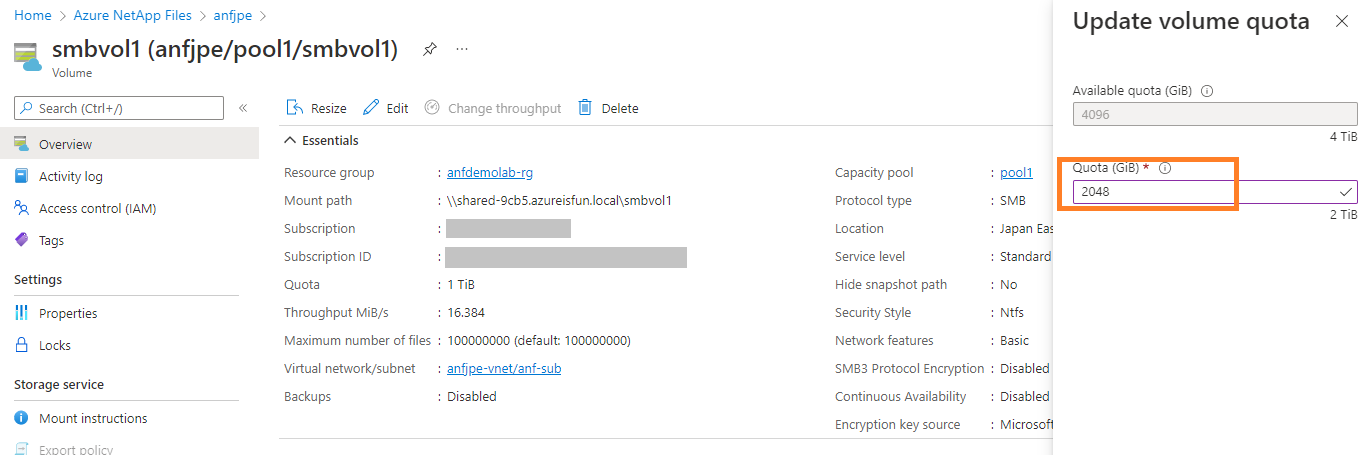 Home > Azure NetApp Files > anfjpe >
smbvol1 (anfjpe/pool1/smbvol1)
...
Volume
Search (Ctrl+/)
«
Overview
Activity log
Access control (IAM)
Tags
Settings
Properties
Locks
Storage service
Mount instructions
Export policy
Resize Edit Change throughput Delete
Essentials
Resource group : anfdemolab-rg
Mount path : \\shared-9cb5.azureisfun.local\smbvol1
Subscription :
Subscription ID :
Quota : 1 TiB
Throughput MiB/s : 16.384
Maximum number of files : 100000000 (default: 100000000)
Virtual network/subnet : anfjpe-vnet/anf-sub
Backups : Disabled
Capacity pool : pool1
Protocol type : SMB
Location : Japan Eas
Service level : Standard
Hide snapshot path : No
Security Style : Ntfs
Network features : Basic
SMB3 Protocol Encryption : Disabled
Continuous Availability : Disabled
Encryption key source : Microsoft
Update volume quota
Available quota (GiB)
4096
4 TiB
Quota (GiB) *
2048
2 TiB